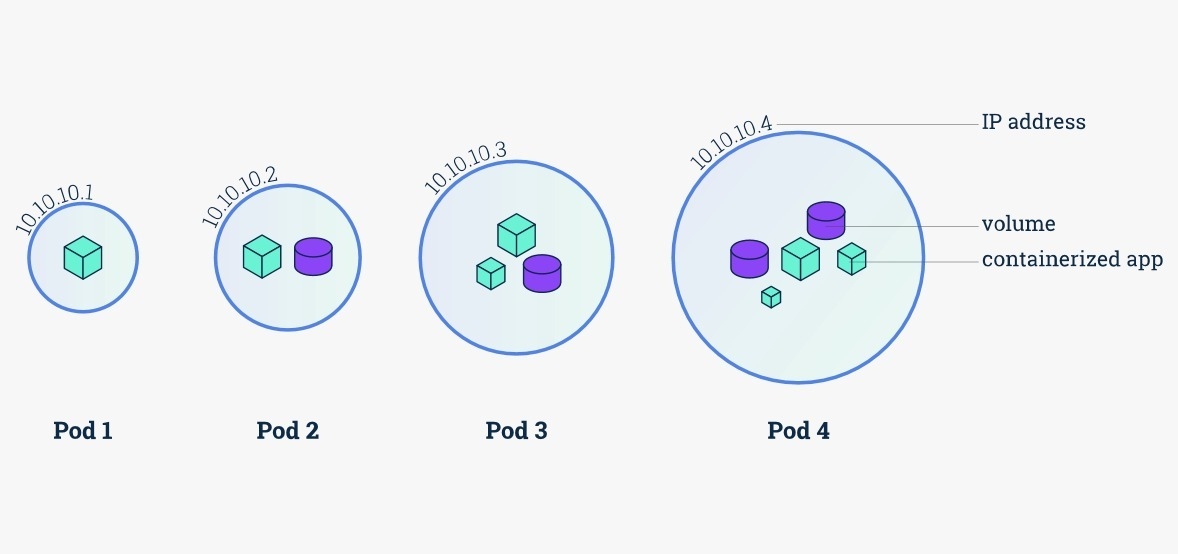 10.10.10.1
10.10.10.2
10.10.10.3
10.10.10.4
IP address
volume
containerized app
Pod 1
Pod 2
Pod 3
Pod 4